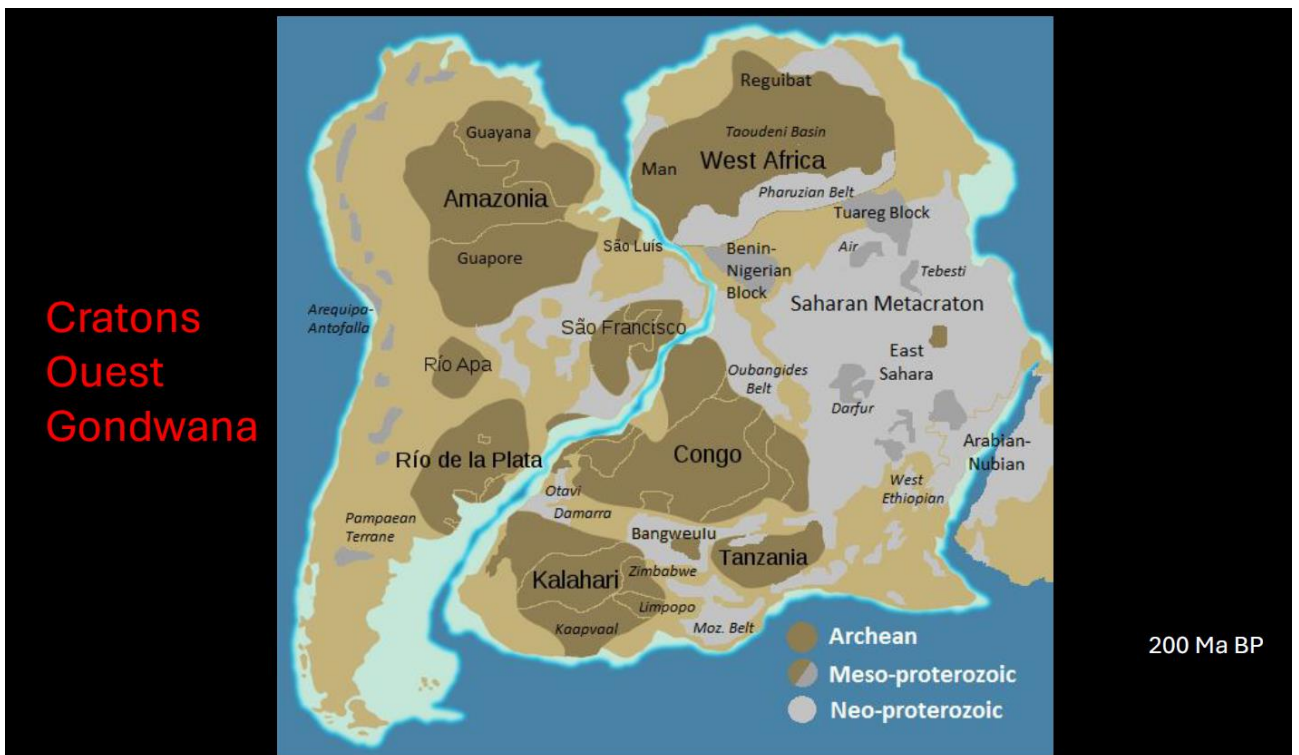 Cratons
Ouest
Gondwana
Reguibat
Taoudeni Basin
West Africa
Man
Pharuzian Belt
Guayana
Amazonia
Guapore
São Luís
Tuareg Block
Air
Tebesti
Benin-
Nigerian
Block
Saharan Metacraton
Arequipa-
Antofalla
São Francisco
East
Sahara
Río Apa
Oubangides
Belt
Darfur
Arabian-
Nubian
Río de la Plata
Congo
West
Ethiopian
Otavi
Damarra
Pampaean
Terrane
Bangweulu
Tanzania
Kalahari
Zimbabwe
Limpopo
Kaapvaal
Moz. Belt
Archean
Meso-proterozoic
Neo-proterozoic
200 Ma BP